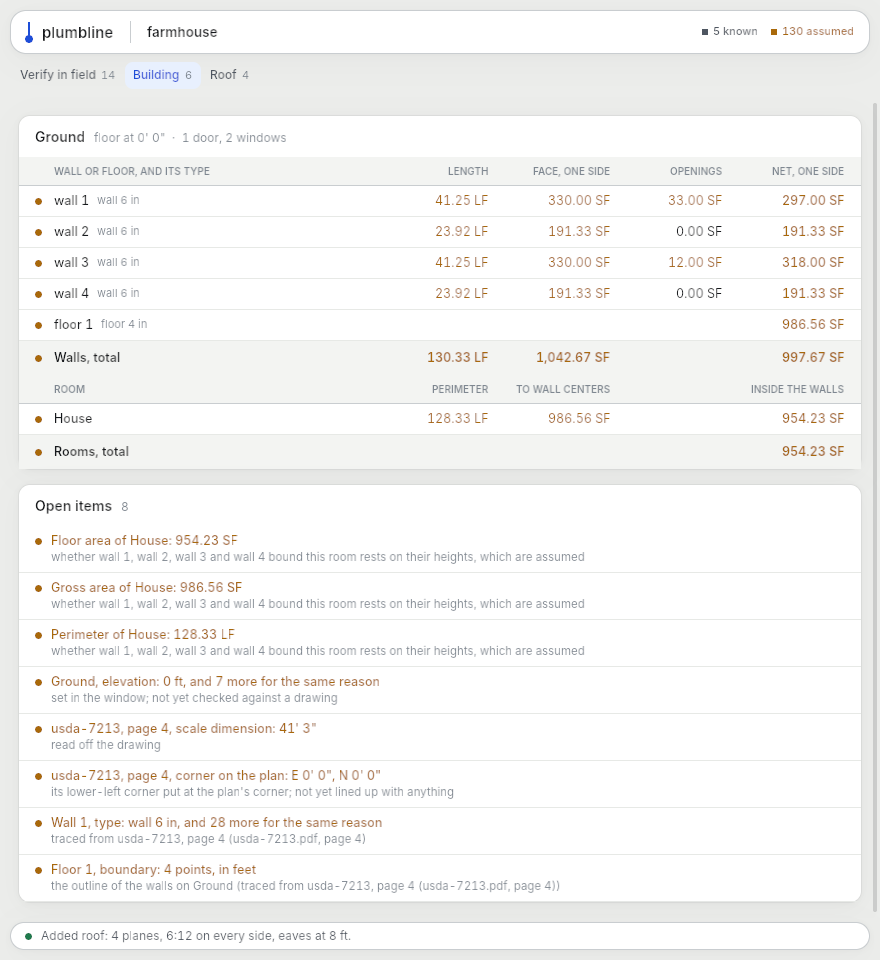 plumbline farmhouse 5 known 130 assumed
Verify in field 14 Building 6 Roof 4
Ground floor at 0' 0" · 1 door, 2 windows
WALL OR FLOOR, AND ITS TYPE LENGTH FACE, ONE SIDE OPENINGS NET, ONE SIDE
wall 1 wall 6 in 41.25 LF 330.00 SF 33.00 SF 297.00 SF
wall 2 wall 6 in 23.92 LF 191.33 SF 0.00 SF 191.33 SF
wall 3 wall 6 in 41.25 LF 330.00 SF 12.00 SF 318.00 SF
wall 4 wall 6 in 23.92 LF 191.33 SF 0.00 SF 191.33 SF
floor 1 floor 4 in 986.56 SF
Walls, total 130.33 LF 1,042.67 SF 997.67 SF
ROOM PERIMETER TO WALL CENTERS INSIDE THE WALLS
House 128.33 LF 986.56 SF 954.23 SF
Rooms, total 954.23 SF
Open items 8
Floor area of House: 954.23 SF
whether wall 1, wall 2, wall 3 and wall 4 bound this room rests on their heights, which are assumed
Gross area of House: 986.56 SF
whether wall 1, wall 2, wall 3 and wall 4 bound this room rests on their heights, which are assumed
Perimeter of House: 128.33 LF
whether wall 1, wall 2, wall 3 and wall 4 bound this room rests on their heights, which are assumed
Ground, elevation: 0 ft, and 7 more for the same reason
set in the window; not yet checked against a drawing
usda-7213, page 4, scale dimension: 41' 3"
read off the drawing
usda-7213, page 4, corner on the plan: E 0' 0", N 0' 0"
its lower-left corner put at the plan's corner; not yet lined up with anything
Wall 1, type: wall 6 in, and 28 more for the same reason
traced from usda-7213, page 4 (usda-7213.pdf, page 4)
Floor 1, boundary: 4 points, in feet
the outline of the walls on Ground (traced from usda-7213, page 4 (usda-7213.pdf, page 4))
Added roof: 4 planes, 6:12 on every side, eaves at 8 ft.